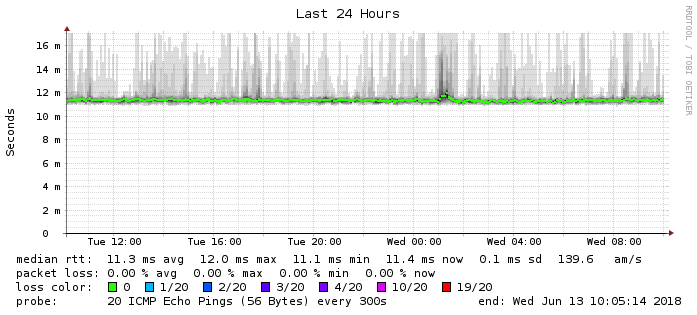 Last 24 Hours
RRDTOOL / TOBI OETIKER
Seconds
16 m
14 m
12 m
10 m
8 m
6 m
4 m
2 m
0
Tue 12:00 Tue 16:00 Tue 20:00 Wed 00:00 Wed 04:00 Wed 08:00
median rtt: 11.3 ms avg 12.0 ms max 11.1 ms min 11.4 ms now 0.1 ms sd 139.6 am/s
packet loss: 0.00 % avg 0.00 % max 0.00 % min 0.00 % now
loss color: 0 1/20 2/20 3/20 4/20 10/20 19/20
probe: 20 ICMP Echo Pings (56 Bytes) every 300s end: Wed Jun 13 10:05:14 2018